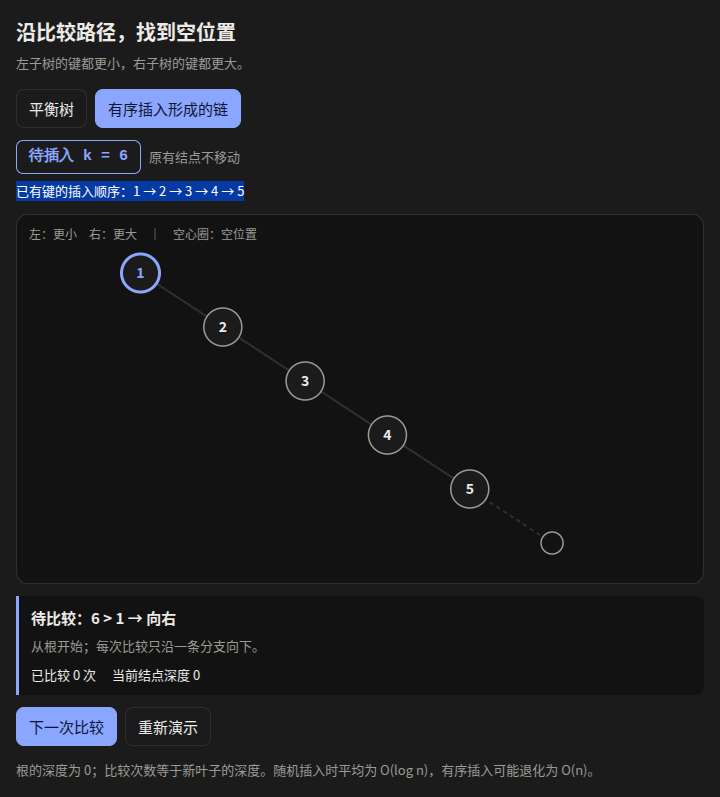 沿比较路径，找到空位置
左子树的键都更小，右子树的键都更大。
平衡树 有序插入形成的链
待插入 k = 6 原有结点不移动
已有键的插入顺序：1 → 2 → 3 → 4 → 5
左：更小 右：更大 | 空心圈：空位置
1
2
3
4
5
待比较：6 > 1 → 向右
从根开始；每次比较只沿一条分支向下。
已比较 0 次 当前结点深度 0
下一次比较 重新演示
根的深度为 0；比较次数等于新叶子的深度。随机插入时平均为 O(log n)，有序插入可能退化为 O(n)。